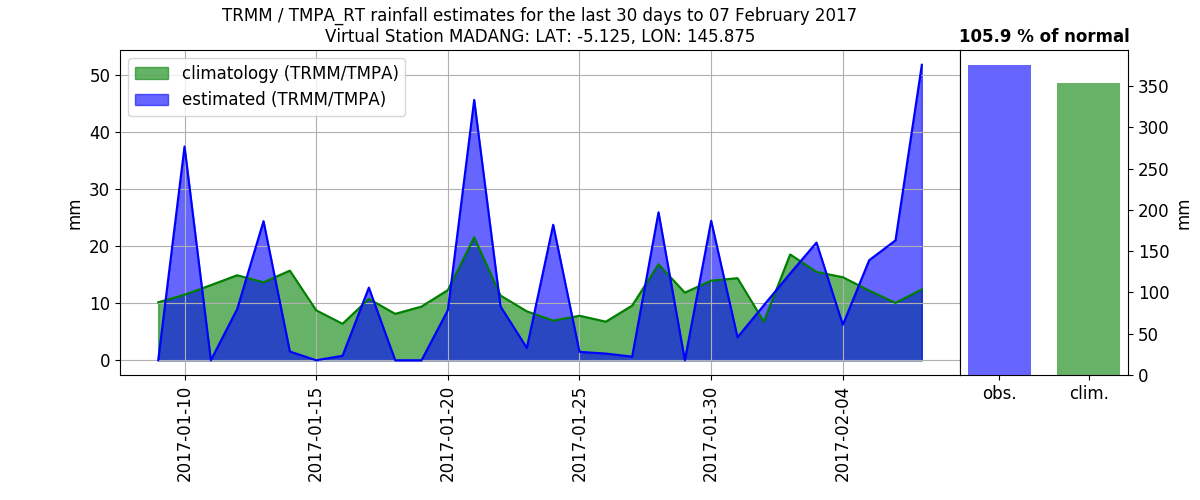 TRMM / TMPA_RT rainfall estimates for the last 30 days to 07 February 2017
Virtual Station MADANG: LAT: -5.125, LON: 145.875
105.9 % of normal
climatology (TRMM/TMPA)
estimated (TRMM/TMPA)
mm
50
40
30
20
10
0
2017-01-10
2017-01-15
2017-01-20
2017-01-25
2017-01-30
2017-02-04
350
300
250
200
150
100
50
0
mm
obs.
clim.